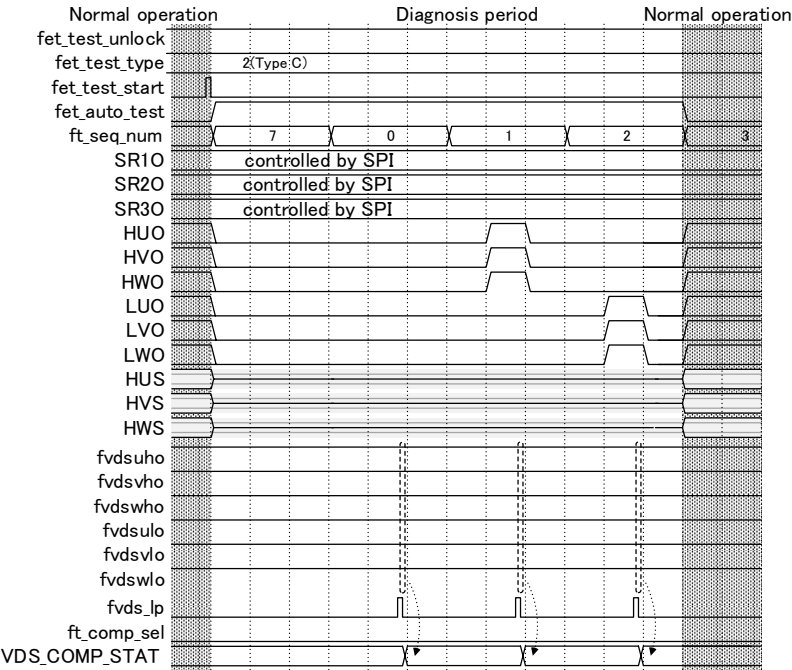 Normal operation Diagnosis period Normal operation
fet_test_unlock
fet_test_type 2(Type C)
fet_test_start
fet_auto_test
ft_seq_num 7 0 1 2 3
SR1O controlled by SPI
SR2O controlled by SPI
SR3O controlled by SPI
HUO
HVO
HWO
LUO
LVO
LWO
HUS
HVS
HWS
fvdsuho
fvdsvho
fvdswho
fvdsulo
fvdsvlo
fvdswlo
fvds_lp
ft_comp_sel
VDS_COMP_STAT